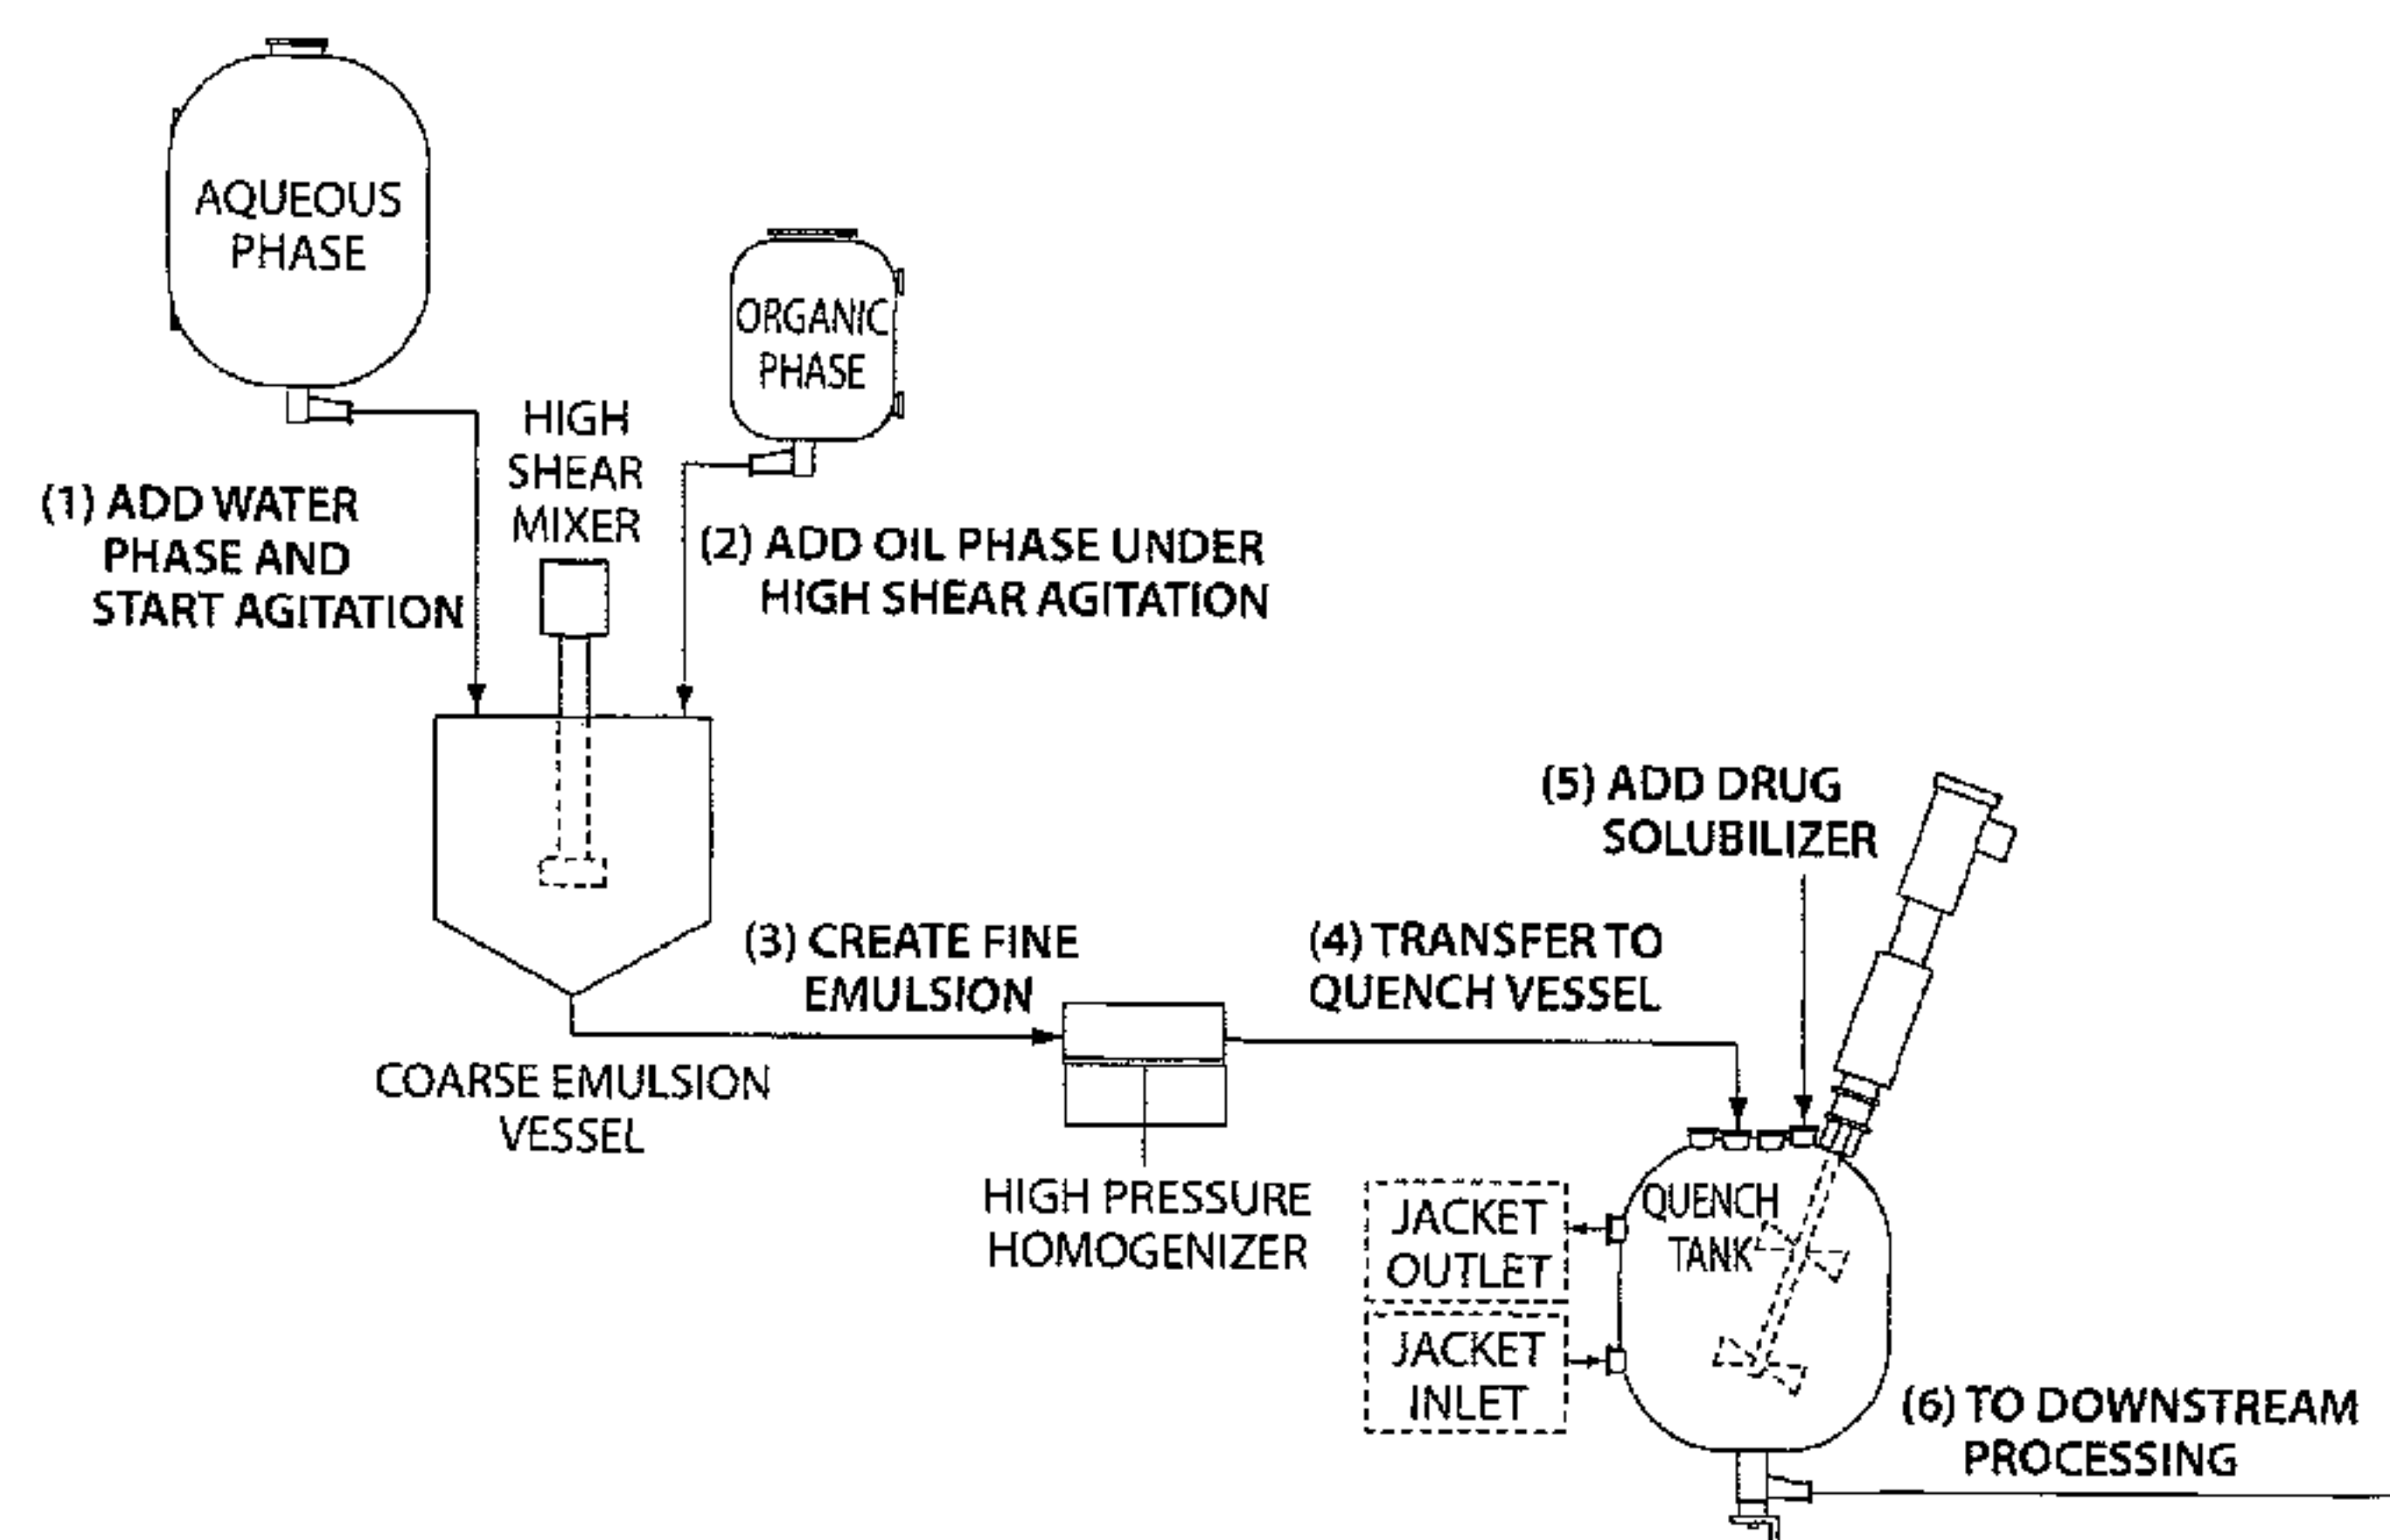 AQUEOUS
PHASE
ORGANIC
PHASE
HIGH
SHEAR
MIXER
(1) ADD WATER
PHASE AND
START AGITATION
(2) ADD OIL PHASE UNDER
HIGH SHEAR AGITATION
(3) CREATE FINE
EMULSION
COARSE EMULSION
VESSEL
HIGH PRESSURE
HOMOGENIZER
(4) TRANSFER TO
QUENCH VESSEL
(5) ADD DRUG
SOLUBILIZER
QUENCH
TANK
JACKET
OUTLET
JACKET
INLET
(6) TO DOWNSTREAM
PROCESSING